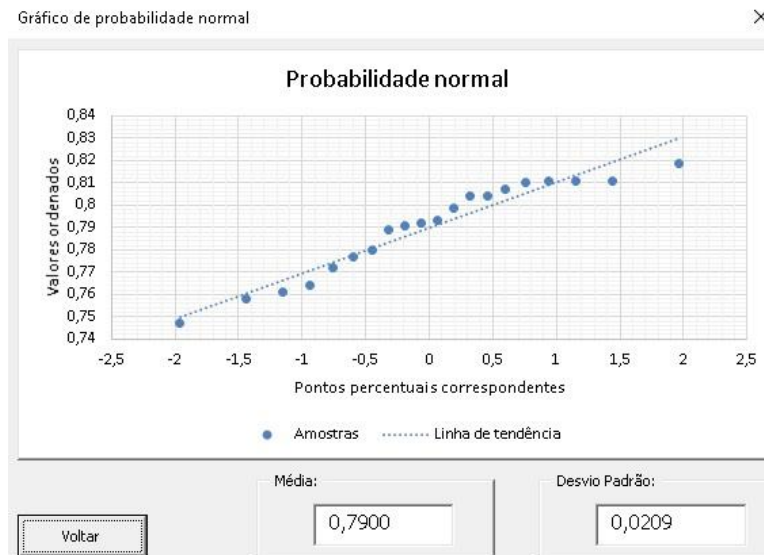 Gráfico de probabilidade normal
Probabilidade normal
Valores ordenados
0,84
0,83
0,82
0,81
0,8
0,79
0,78
0,77
0,76
0,75
0,74
-2,5 -2 -1,5 -1 -0,5 0 0,5 1 1,5 2 2,5
Pontos percentuais correspondentes
Amostras Linha de tendência
Média: Desvio Padrão:
Voltar 0,7900 0,0209